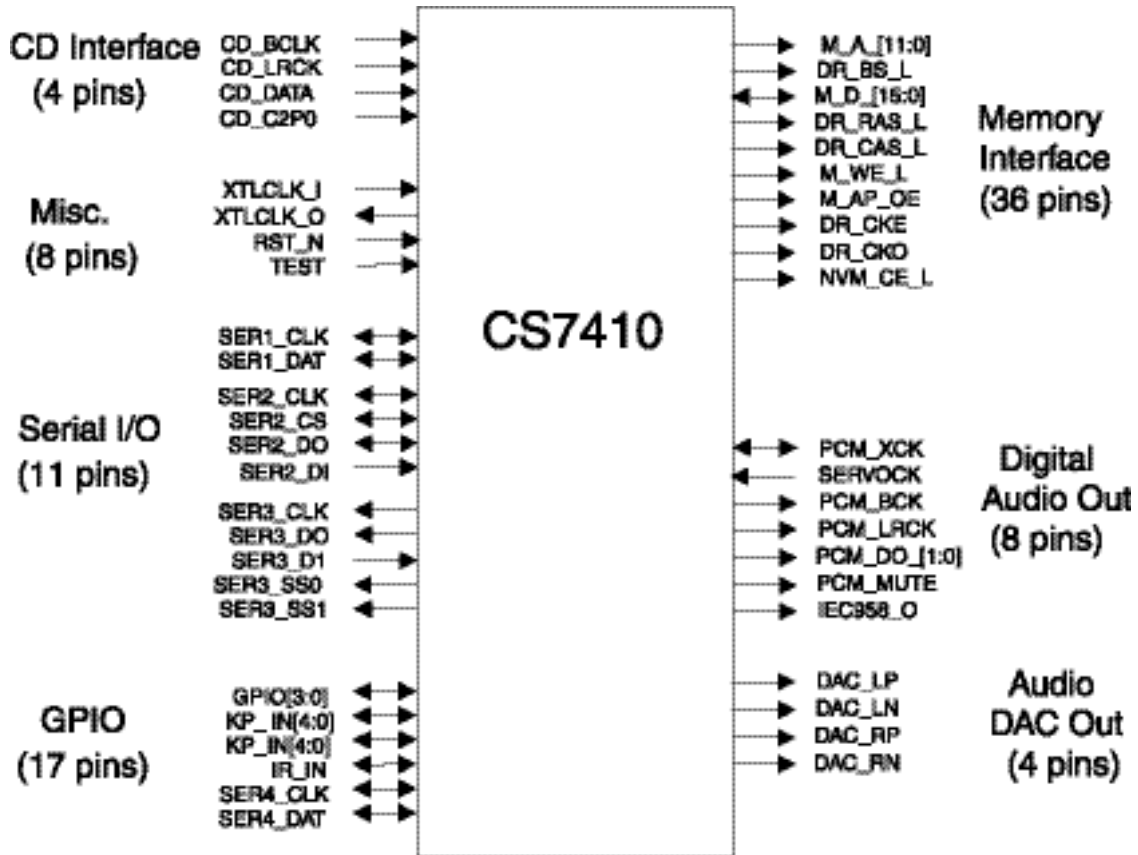 CD Interface
(4 pins)
CD_BCLK
CD_LRCK
CD_DATA
CD_C2P0
Misc.
(8 pins)
XTLCLK_I
XTLCLK_O
RST_N
TEST
Serial I/O
(11 pins)
SER1_CLK
SER1_DAT
SER2_CLK
SER2_CS
SER2_DO
SER2_DI
SER3_CLK
SER3_DO
SER3_D1
SER3_SS0
SER3_SS1
GPIO
(17 pins)
GPIO[3:0]
KP_IN[4:0]
KP_IN[4:0]
IR_IN
SER4_CLK
SER4_DAT
CS7410
M_A_[11:0]
DR_BS_L
M_D_[15:0]
DR_RAS_L
DR_CAS_L
M_WE_L
M_AP_OE
DR_CKE
DR_CKO
NVM_CE_L
Memory
Interface
(36 pins)
PCM_XCK
SERVOCK
PCM_BCK
PCM_LRCK
PCM_DO_[1:0]
PCM_MUTE
IEC958_O
Digital
Audio Out
(8 pins)
DAC_LP
DAC_LN
DAC_RP
DAC_RN
Audio
DAC Out
(4 pins)